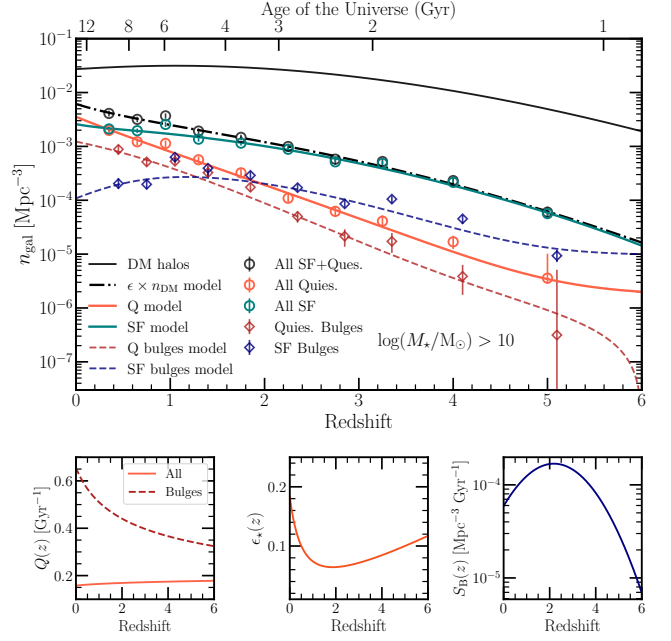 Age of the Universe (Gyr)
12 8 6 4 3 2 1
10⁻¹
10⁻²
10⁻³
10⁻⁴
10⁻⁵
10⁻⁶
10⁻⁷
n_gal [Mpc⁻³]
DM halos
ϵ × n_DM model
Q model
SF model
Q bulges model
SF bulges model
All SF+Ques.
All Quies.
All SF
Quies. Bulges
SF Bulges
log(M⋆/M⊙) > 10
0 1 2 3 4 5 6
Redshift
Q(z) [Gyr⁻¹]
0.6
0.4
0.2
All
Bulges
0 2 4 6
Redshift
ϵ⋆(z)
0.2
0.1
0 2 4 6
Redshift
S_B(z) [Mpc⁻³ Gyr⁻¹]
10⁻⁴
10⁻⁵
0 2 4 6
Redshift